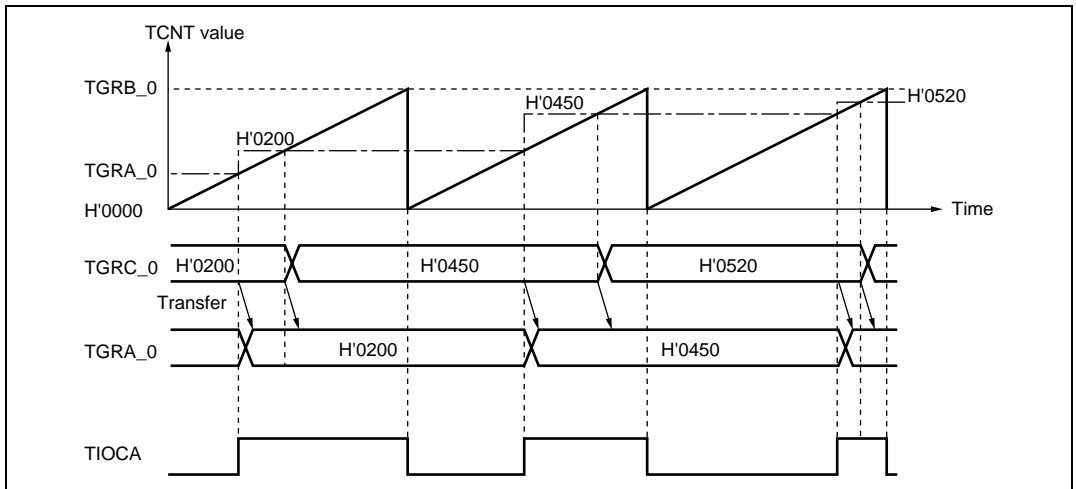 TCNT value
TGRB_0
H'0520
H'0450
H'0200
TGRA_0
H'0000
Time
TGRC_0
H'0200
H'0450
H'0520
Transfer
TGRA_0
H'0200
H'0450
TIOCA